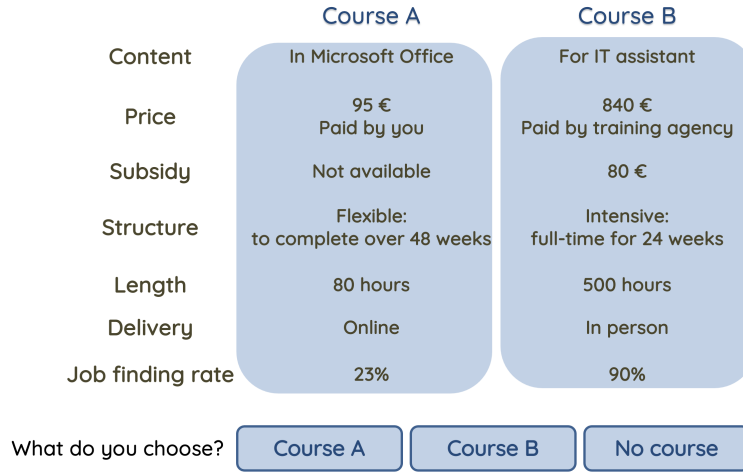 Course A Course B
Content In Microsoft Office For IT assistant
Price 95 € 840 €
Paid by you Paid by training agency
Subsidy Not available 80 €
Structure Flexible: Intensive:
to complete over 48 weeks full-time for 24 weeks
Length 80 hours 500 hours
Delivery Online In person
Job finding rate 23% 90%
What do you choose? Course A Course B No course